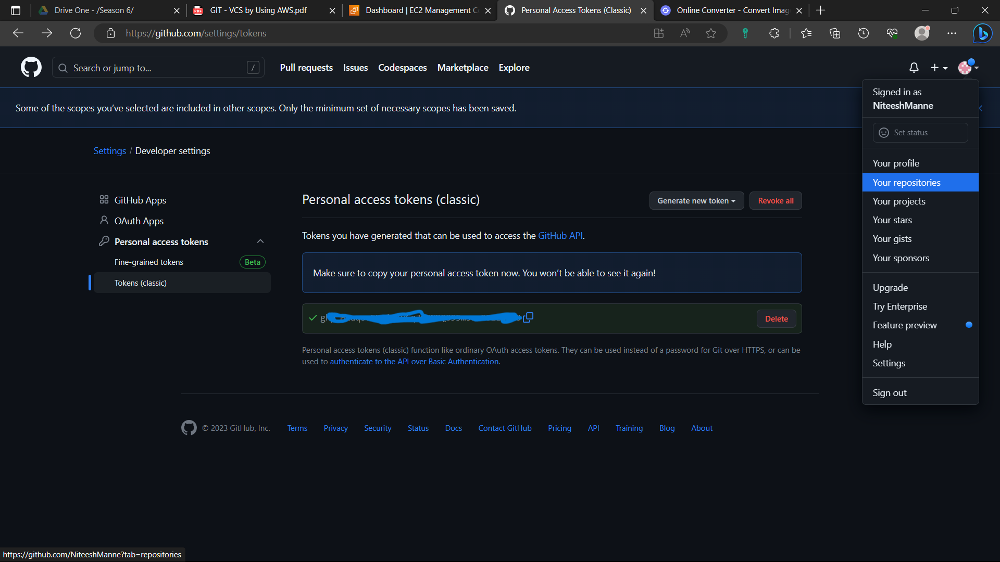 Drive One - /Season 6/
GIT - VCS by Using AWS.pdf
Dashboard | EC2 Management
Personal Access Tokens (Classic)
Online Converter - Convert Imag
https://github.com/settings/tokens
Search or jump to...
/
Pull requests
Issues
Codespaces
Marketplace
Explore
Some of the scopes you've selected are included in other scopes. Only the minimum set of necessary scopes has been saved.
Signed in as
NiteeshManne
Set status
Your profile
Your repositories
Your projects
Your stars
Your gists
Your sponsors
Upgrade
Try Enterprise
Feature preview
Help
Settings
Sign out
Settings / Developer settings
GitHub Apps
OAuth Apps
Personal access tokens
Fine-grained tokens
Beta
Tokens (classic)
Personal access tokens (classic)
Generate new token
Revoke all
Tokens you have generated that can be used to access the GitHub API.
Make sure to copy your personal access token now. You won't be able to see it again!
Delete
Personal access tokens (classic) function like ordinary OAuth access tokens. They can be used instead of a password for Git over HTTPS, or can be
used to authenticate to the API over Basic Authentication.
© 2023 GitHub, Inc.
Terms
Privacy
Security
Status
Docs
Contact GitHub
Pricing
API
Training
Blog
About
https://github.com/NiteeshManne?tab=repositories